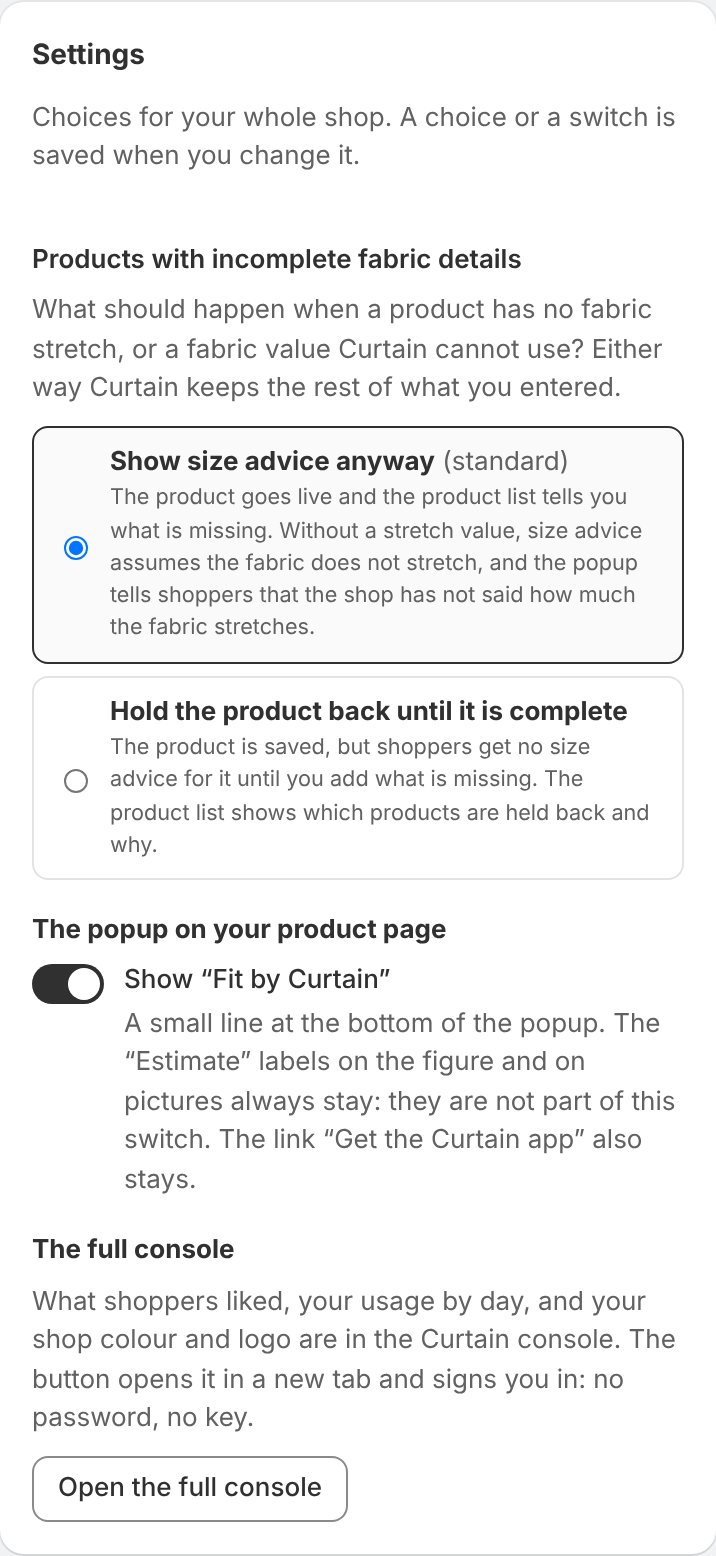 Settings
Choices for your whole shop. A choice or a switch is
saved when you change it.
Products with incomplete fabric details
What should happen when a product has no fabric
stretch, or a fabric value Curtain cannot use? Either
way Curtain keeps the rest of what you entered.
Show size advice anyway (standard)
The product goes live and the product list tells you
what is missing. Without a stretch value, size advice
assumes the fabric does not stretch, and the popup
tells shoppers that the shop has not said how much
the fabric stretches.
Hold the product back until it is complete
The product is saved, but shoppers get no size
advice for it until you add what is missing. The
product list shows which products are held back and
why.
The popup on your product page
Show “Fit by Curtain”
A small line at the bottom of the popup. The
“Estimate” labels on the figure and on
pictures always stay: they are not part of this
switch. The link “Get the Curtain app” also
stays.
The full console
What shoppers liked, your usage by day, and your
shop colour and logo are in the Curtain console. The
button opens it in a new tab and signs you in: no
password, no key.
Open the full console